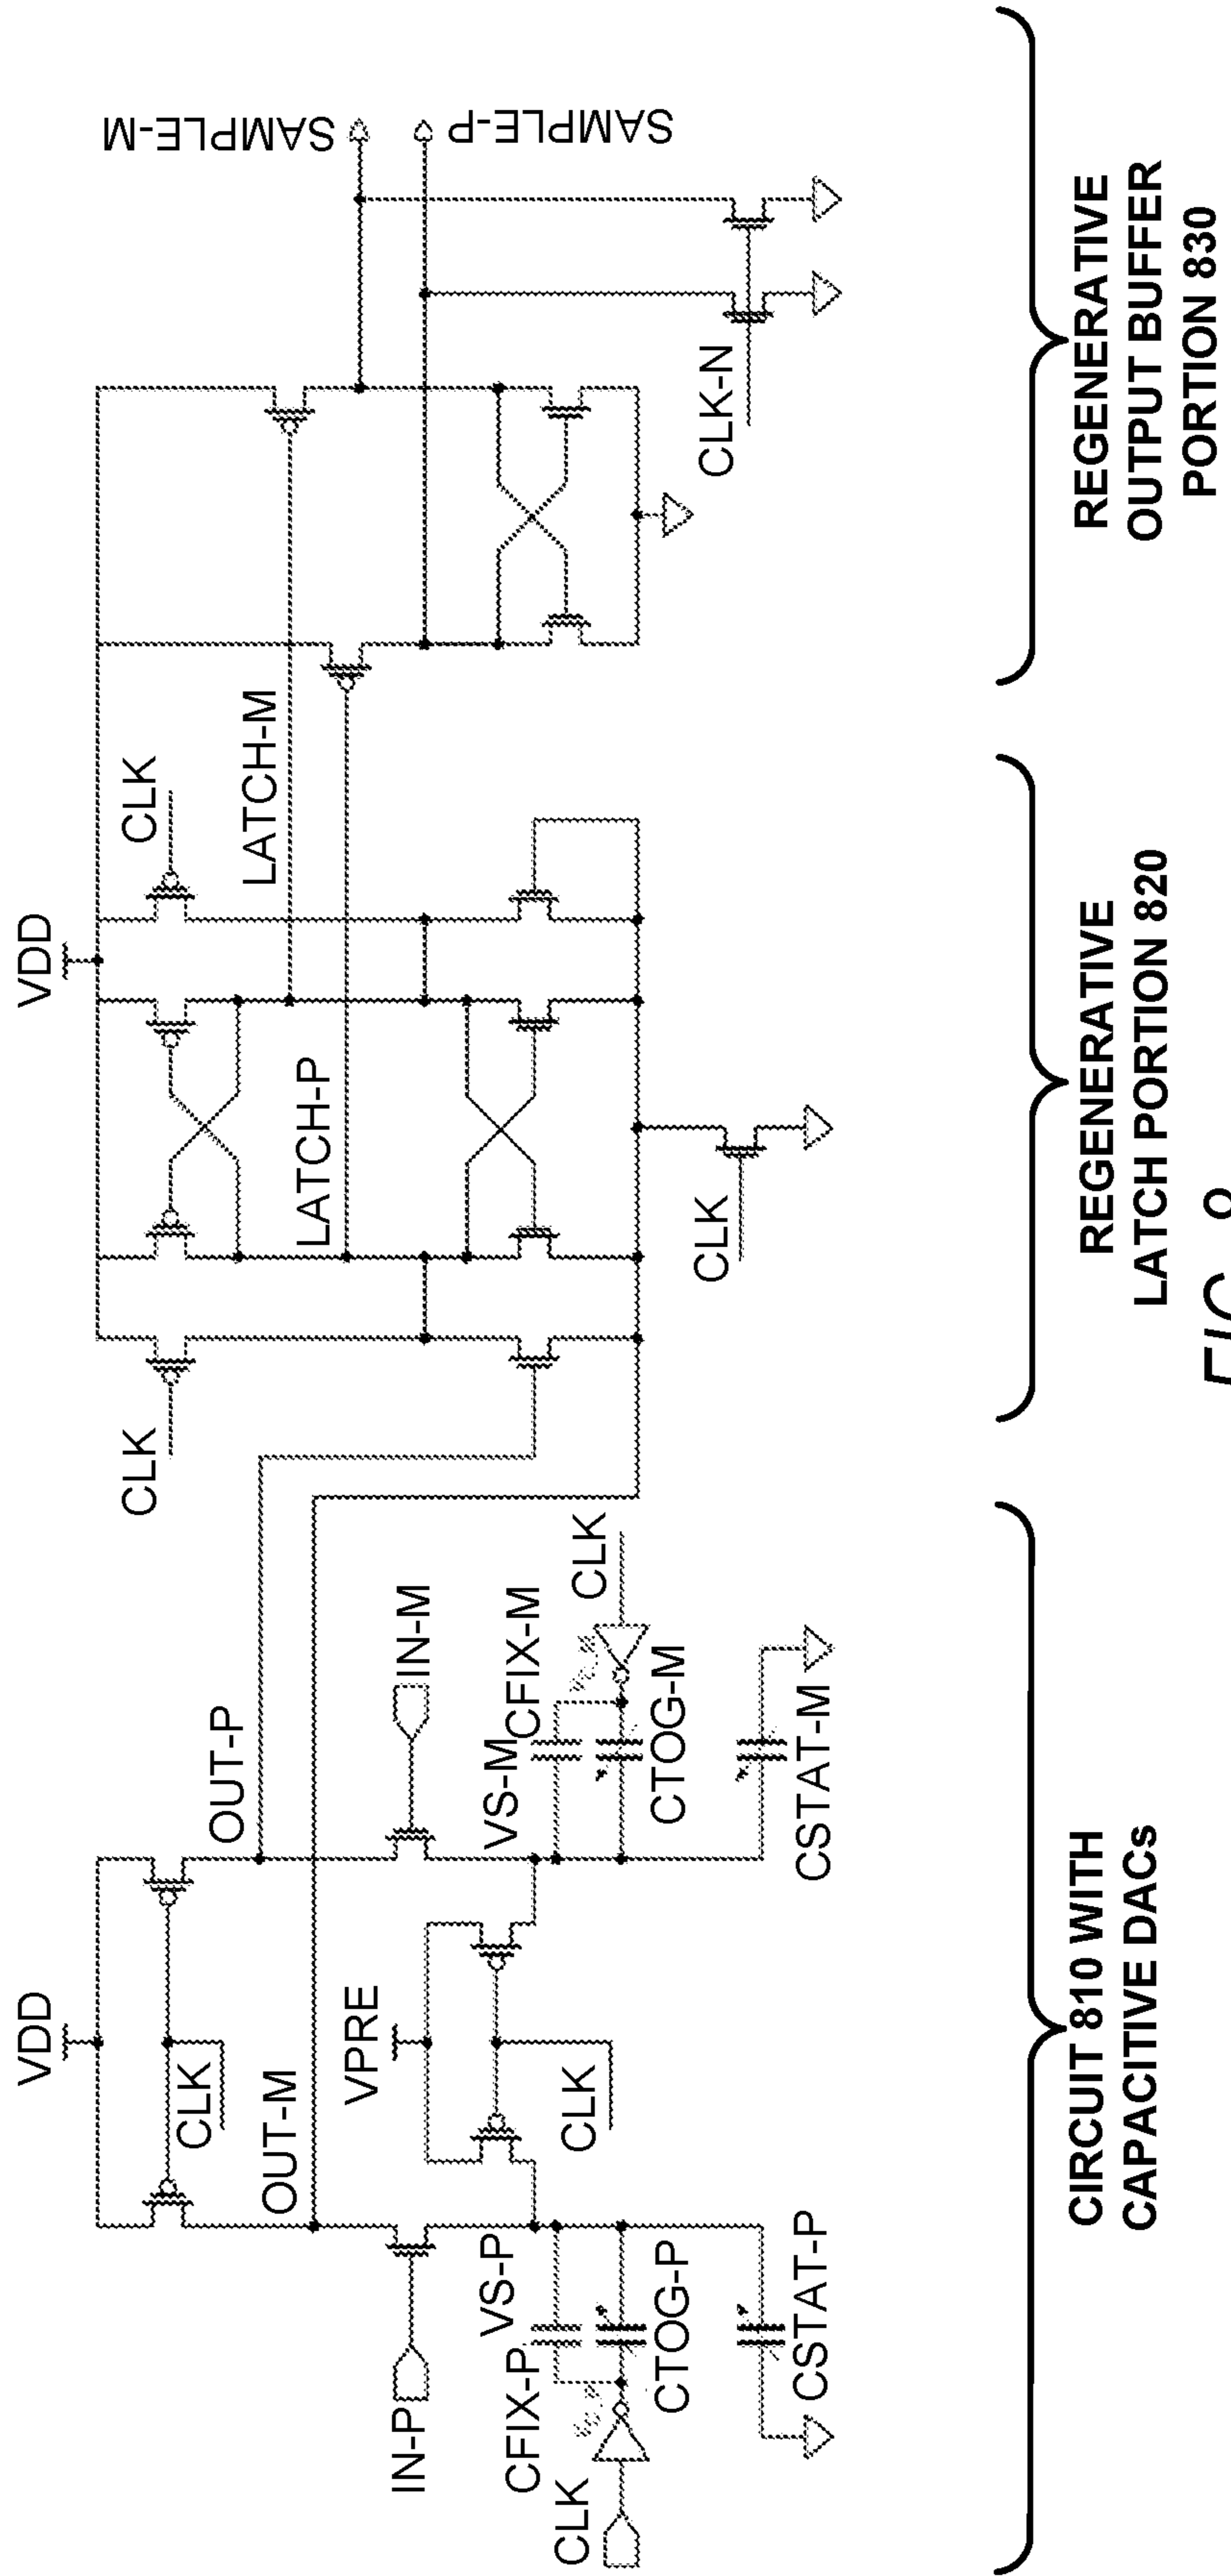 VDD
CLK
OUT-M
OUT-P
VPRE
CLK
IN-P
IN-M
VS-P
CFIX-P
CTOG-P
CLK
CSTAT-P
VS-M
CFIX-M
CTOG-M
CLK
CSTAT-M
CIRCUIT 810 WITH
CAPACITIVE DACs
VDD
CLK
CLK
LATCH-P
LATCH-M
CLK
REGENERATIVE
LATCH PORTION 820
SAMPLE-M
SAMPLE-P
CLK-N
REGENERATIVE
OUTPUT BUFFER
PORTION 830